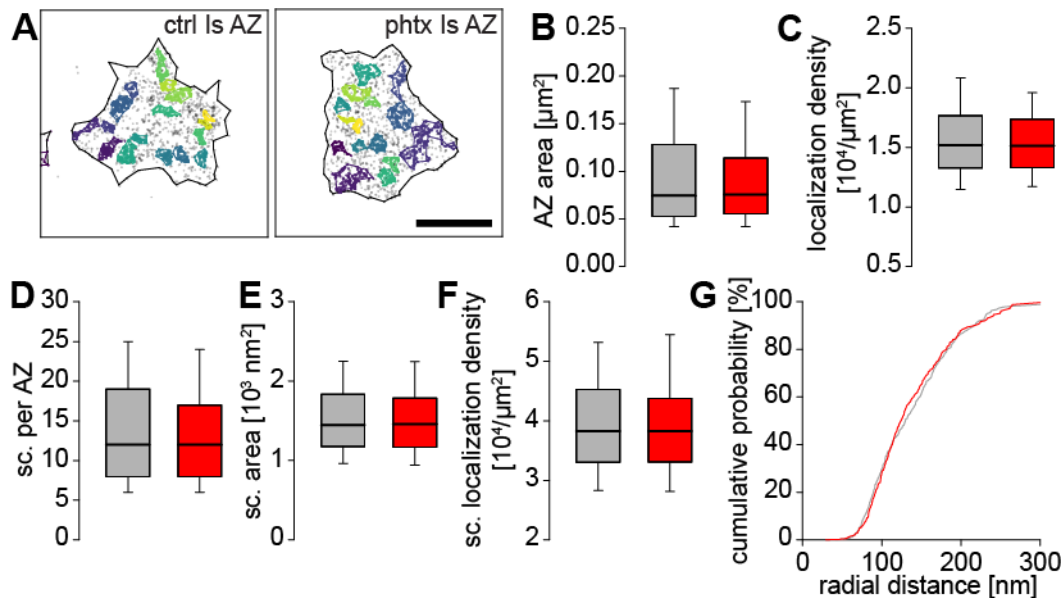 A
ctrl Is AZ
phtx Is AZ
B
AZ area [µm²]
0.25
0.20
0.15
0.10
0.05
0.00
C
localization density
[10⁴/µm²]
2.5
2.0
1.5
1.0
0.5
D
sc. per AZ
30
25
20
15
10
5
0
E
sc. area [10³ nm²]
3
2
1
0
F
sc. localization density
[10⁴/µm²]
6
5
4
3
2
G
cumulative probability [%]
100
80
60
40
20
0
0
100
200
300
radial distance [nm]